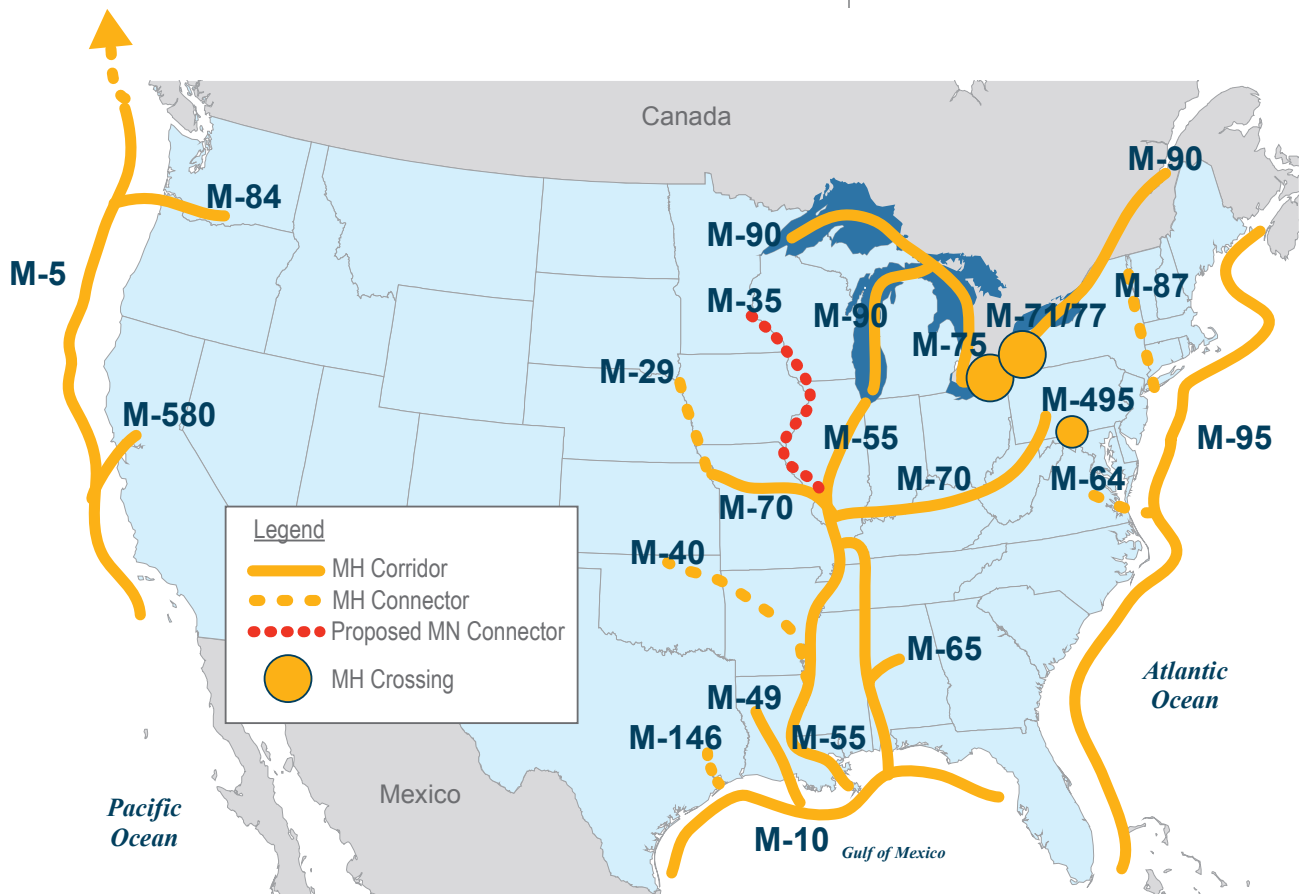 Canada
M-90
M-84
M-90
M-5
M-87
M-35
M-90
M-71/77
M-75
M-29
M-495
M-580
M-55
M-95
M-70
M-64
M-70
Legend
MH Corridor
MH Connector
Proposed MN Connector
MH Crossing
M-40
M-65
Atlantic
Ocean
M-49
M-146
M-55
Mexico
Pacific
Ocean
M-10
Gulf of Mexico